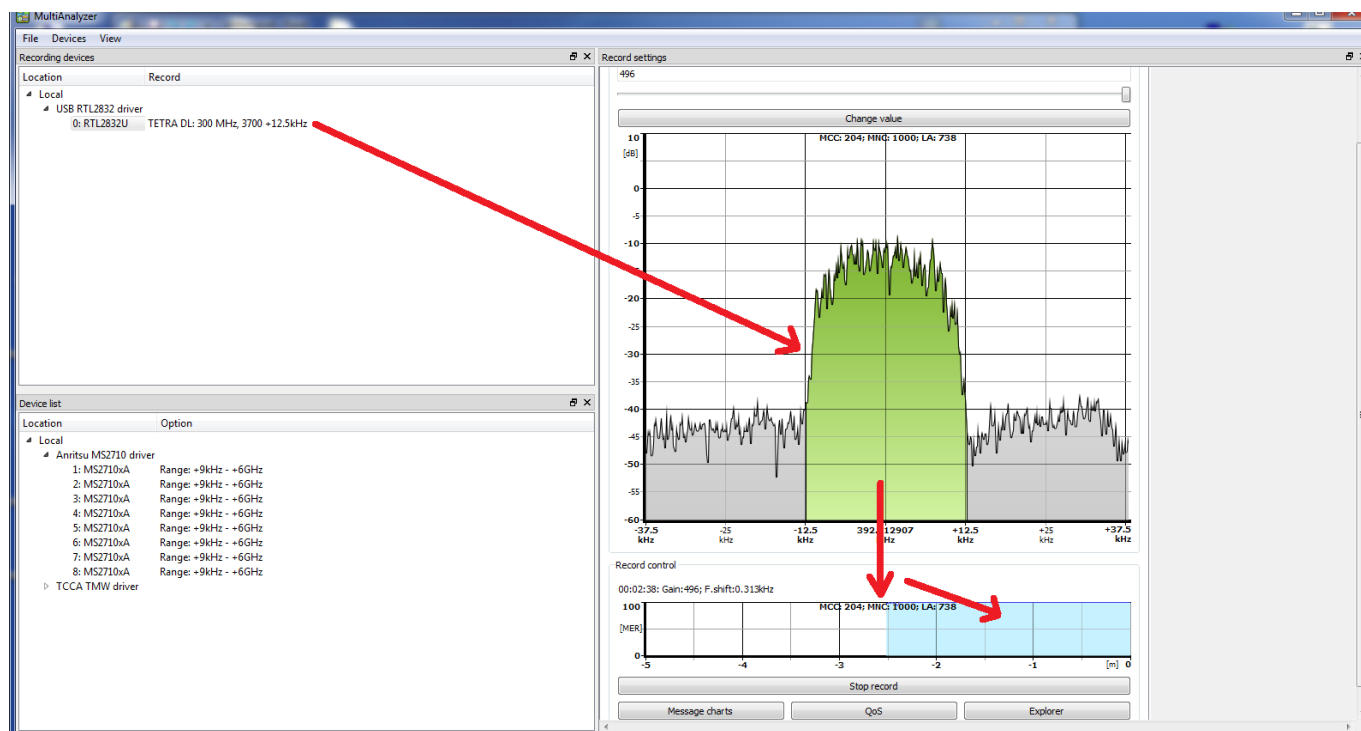 MultiAnalyzer
File Devices View
Recording devices
Location Record
Local
USB RTL2832 driver
0: RTL2832U TETRA DL: 300 MHz, 3700 +12.5kHz
Device list
Location Option
Local
Anritsu MS2710 driver
1: MS2710xA Range: +9kHz - +6GHz
2: MS2710xA Range: +9kHz - +6GHz
3: MS2710xA Range: +9kHz - +6GHz
4: MS2710xA Range: +9kHz - +6GHz
5: MS2710xA Range: +9kHz - +6GHz
6: MS2710xA Range: +9kHz - +6GHz
7: MS2710xA Range: +9kHz - +6GHz
8: MS2710xA Range: +9kHz - +6GHz
TCCA TMW driver
Record settings
496
Change value
MCC: 204; MNC: 1000; LA: 738
10
[dB]
0
-5
-10
-20
-25
-30
-35
-40
-45
-50
-55
-60
-37.5 -25 -12.5 +12.5 +25 +37.5
kHz kHz kHz kHz kHz kHz
Record control
00:02:38: Gain:496; F.shift:0.313kHz
100 MCC: 204; MNC: 1000; LA: 738
[MER]
0
-5 -4 -3 -2 -1 [m] 0
Stop record
Message charts QoS Explorer